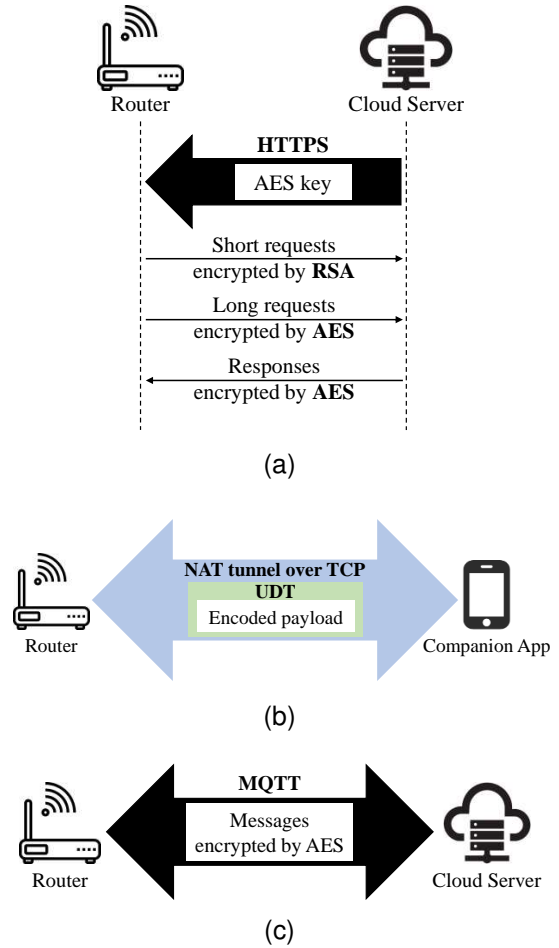 Router
Cloud Server
HTTPS
AES key
Short requests
encrypted by RSA
Long requests
encrypted by AES
Responses
encrypted by AES
(a)
NAT tunnel over TCP
UDT
Encoded payload
Router
Companion App
(b)
MQTT
Messages
encrypted by AES
Router
Cloud Server
(c)